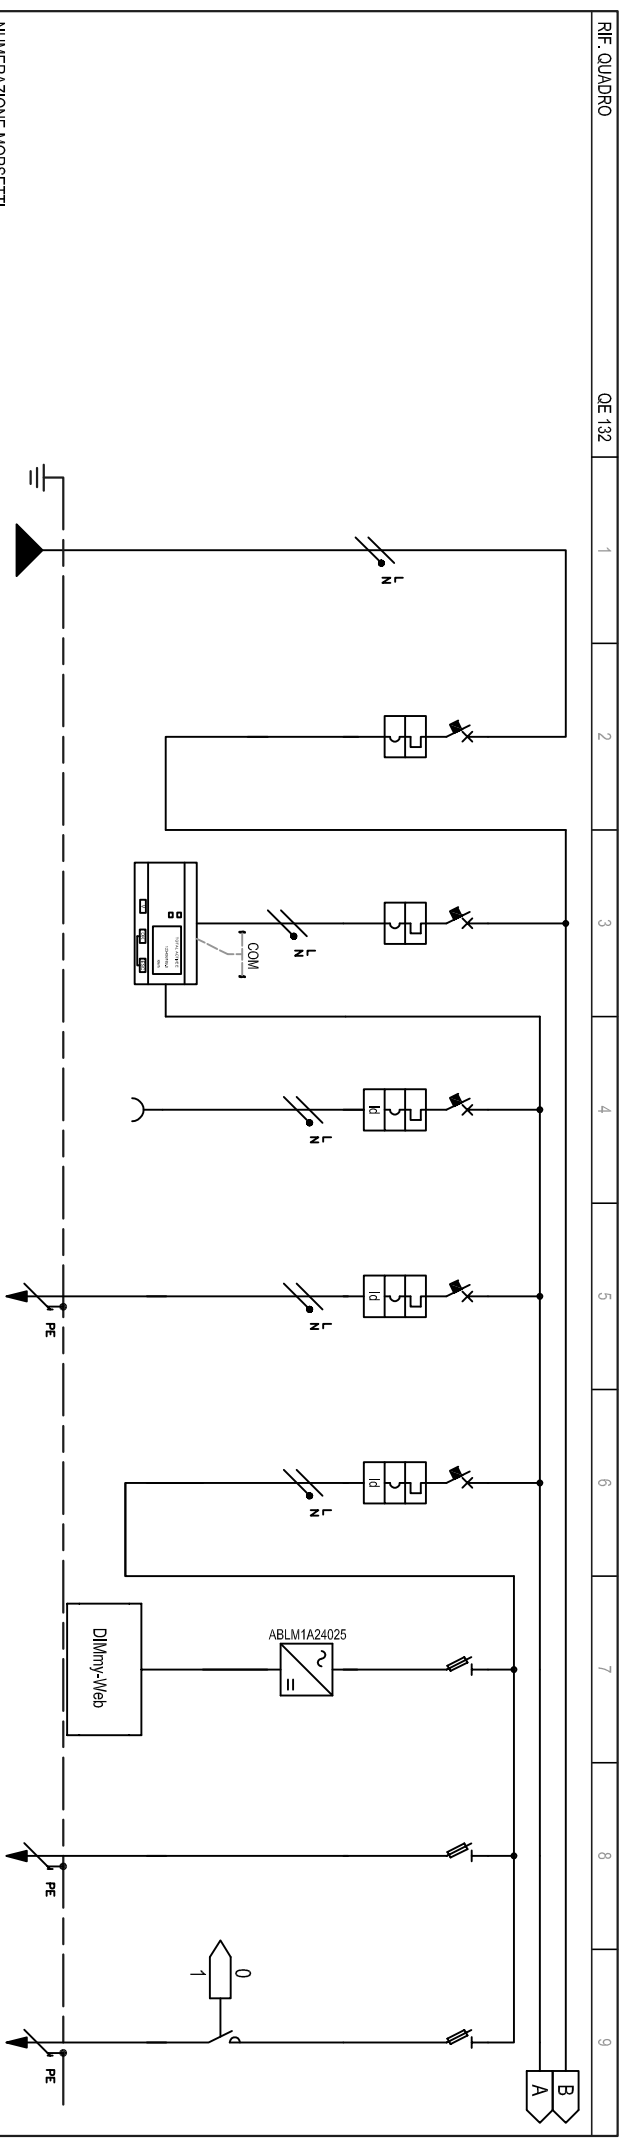 RIF. QUADRO
QE 132
1
2
3
4
5
6
7
8
9
B
A
L
N
COM
L
N
Id
L
N
Id
L
N
PE
Id
L
N
ABLM1A24025
DIMmy-Web
PE
0
1
PE